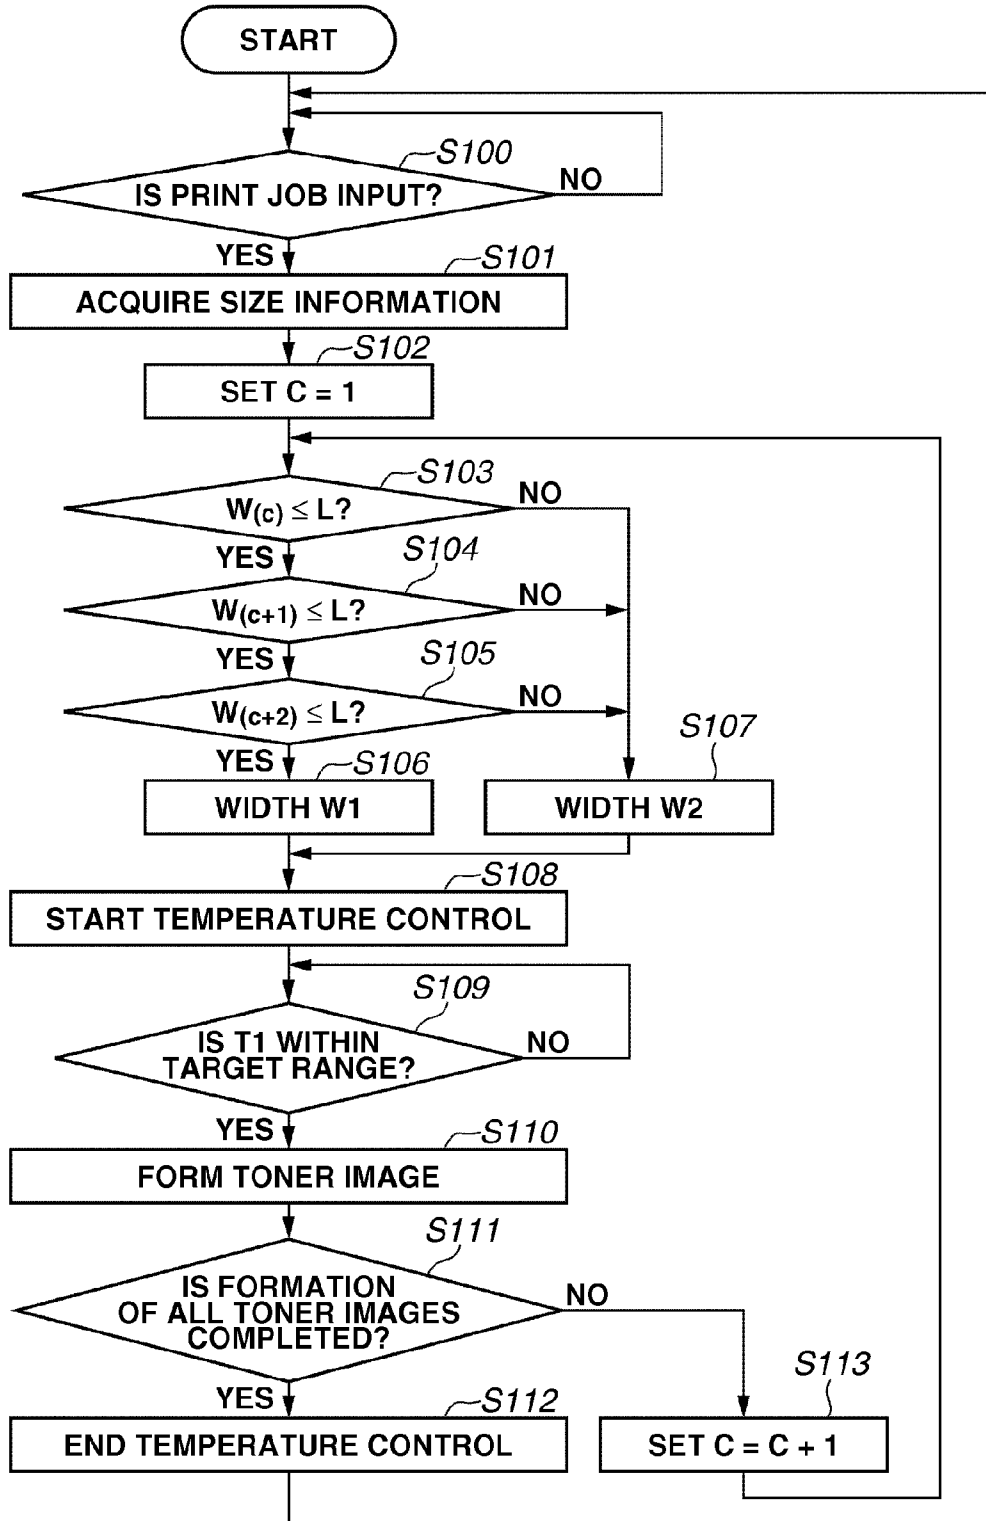 START
S100
IS PRINT JOB INPUT?
NO
YES
S101
ACQUIRE SIZE INFORMATION
S102
SET C = 1
S103
W(c) ≤ L?
NO
YES
S104
W(c+1) ≤ L?
NO
YES
S105
W(c+2) ≤ L?
NO
YES
S106
S107
WIDTH W1
WIDTH W2
S108
START TEMPERATURE CONTROL
S109
IS T1 WITHIN
TARGET RANGE?
NO
YES
S110
FORM TONER IMAGE
S111
IS FORMATION
OF ALL TONER IMAGES
COMPLETED?
NO
YES
S112
S113
END TEMPERATURE CONTROL
SET C = C + 1